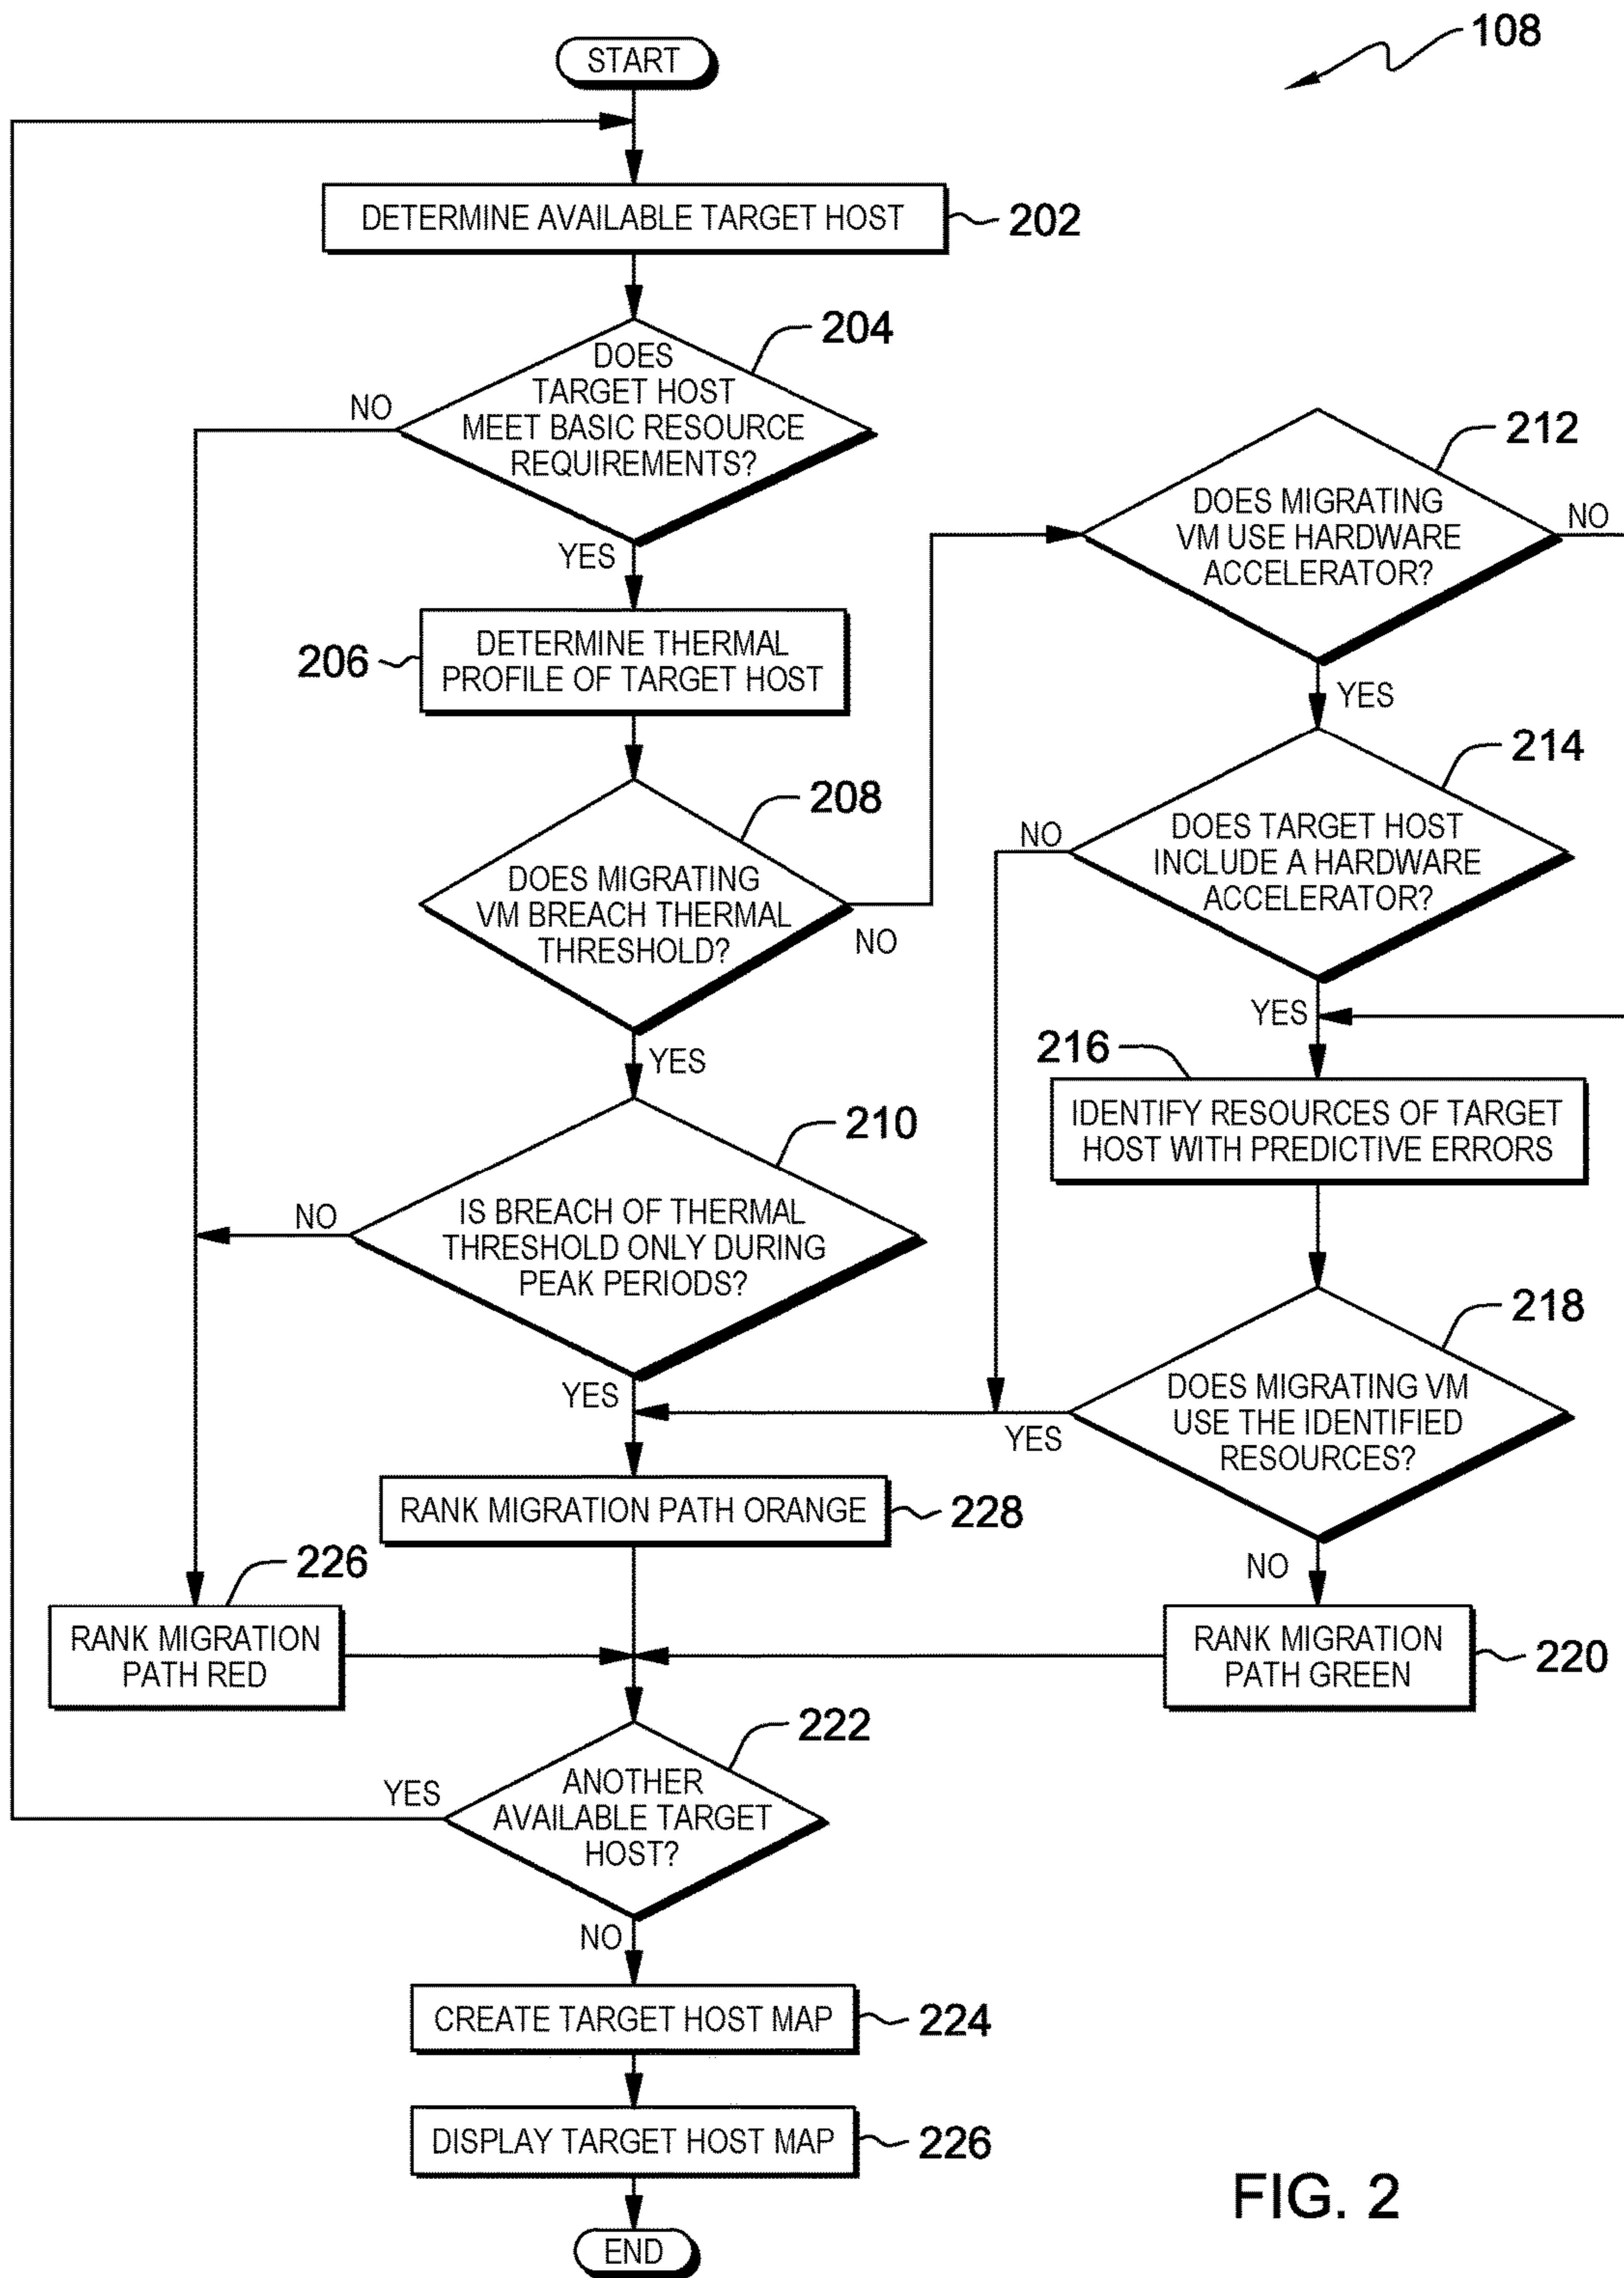 108
START
DETERMINE AVAILABLE TARGET HOST
202
204
DOES
TARGET HOST
MEET BASIC RESOURCE
REQUIREMENTS?
NO
YES
206
DETERMINE THERMAL
PROFILE OF TARGET HOST
208
DOES MIGRATING
VM BREACH THERMAL
THRESHOLD?
NO
YES
210
IS BREACH OF THERMAL
THRESHOLD ONLY DURING
PEAK PERIODS?
NO
YES
212
DOES MIGRATING
VM USE HARDWARE
ACCELERATOR?
NO
YES
214
DOES TARGET HOST
INCLUDE A HARDWARE
ACCELERATOR?
NO
YES
216
IDENTIFY RESOURCES OF TARGET
HOST WITH PREDICTIVE ERRORS
218
DOES MIGRATING VM
USE THE IDENTIFIED
RESOURCES?
YES
NO
RANK MIGRATION PATH ORANGE
228
226
RANK MIGRATION
PATH RED
RANK MIGRATION
PATH GREEN
220
222
ANOTHER
AVAILABLE TARGET
HOST?
YES
NO
CREATE TARGET HOST MAP
224
DISPLAY TARGET HOST MAP
226
END
FIG. 2